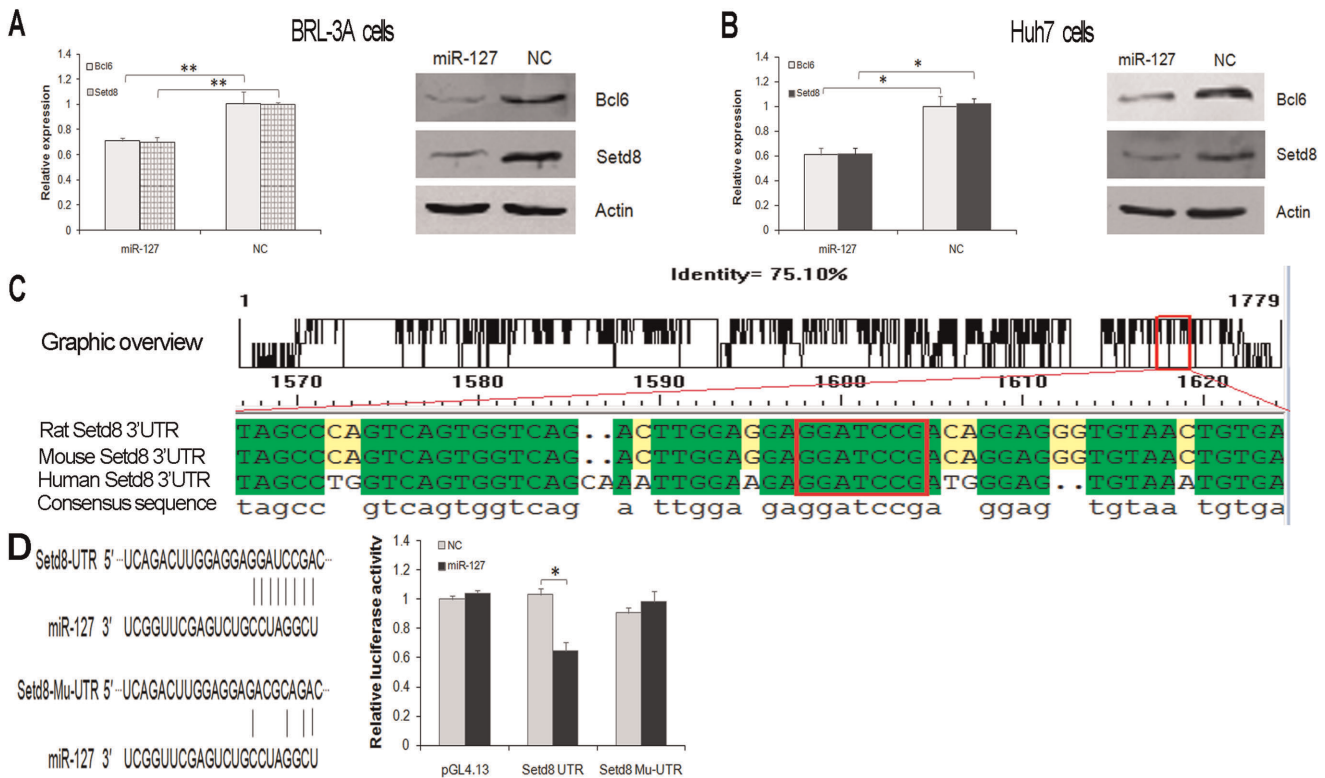 A
BRL-3A cells
1.4
1.2
1
0.8
0.6
0.4
0.2
0
Relative expression
Bcl6
Setd8
**
**
miR-127
NC
miR-127 NC
Bcl6
Setd8
Actin
B
Huh7 cells
1.4
1.2
1
0.8
0.6
0.4
0.2
0
Relative expression
Bcl6
Setd8
*
*
miR-127
NC
miR-127 NC
Bcl6
Setd8
Actin
C
Identity= 75.10%
1 1779
Graphic overview
1570 1580 1590 1600 1610 1620
Rat Setd8 3'UTR TAGCCCAGTCAGTGGTCAG..ACTTGGAGGAGGATCCGACAGGAGGGTGTAACTGTGA
Mouse Setd8 3'UTR TAGCCCAGTCAGTGGTCAG..ACTTGGAGGAGGATCCGACAGGAGGGTGTAACTGTGA
Human Setd8 3'UTR TAGCCTGGTCAGTGGTCAGCAAATTGGAAGAGGATCCGATGGGAG..TGTAAATGTGA
Consensus sequence tagcc gtcagtggtcag a ttgga gaggatccga ggag tgtaa tgtga
D
Setd8-UTR 5' ···UCAGACUUGGAGGAGGAUCCGAC···
miR-127 3' UCGGUUCGAGUCUGCCUAGGCU
Setd8-Mu-UTR 5' ···UCAGACUUGGAGGAGACGCAGAC···
miR-127 3' UCGGUUCGAGUCUGCCUAGGCU
1.4
1.2
1
0.8
0.6
0.4
0.2
0
Relative luciferase activity
NC
miR-127
*
pGL4.13
Setd8 UTR
Setd8 Mu-UTR